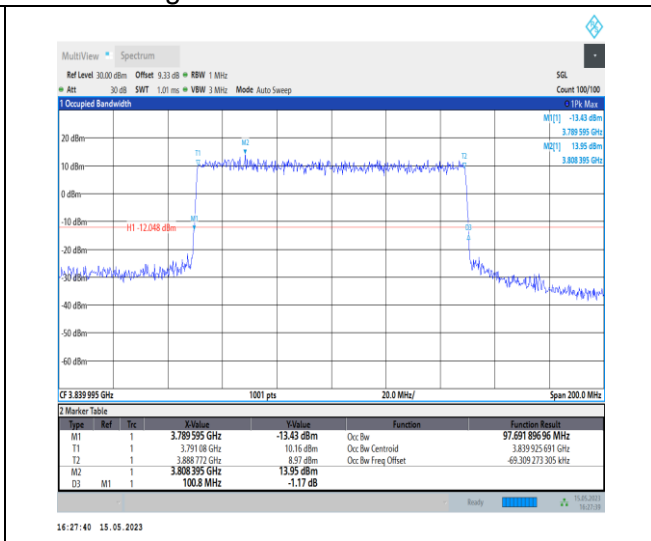 MultiView Spectrum
Ref Level 30.00 dBm Offset 9.33 dB RBW 1 MHz SGL
Att 30 dB SWT 1.01 ms VBW 3 MHz Mode Auto Sweep Count 100/100
1 Occupied Bandwidth 1Pk Max
M1[1] -13.43 dBm
3.789 595 GHz
M2[1] 13.95 dBm
3.808 395 GHz
20 dBm
M2
T1
T2
10 dBm
0 dBm
-10 dBm
M1
H1 -12.048 dBm
D3
-20 dBm
-30 dBm
-40 dBm
-50 dBm
-60 dBm
CF 3.839 995 GHz 1001 pts 20.0 MHz/ Span 200.0 MHz
2 Marker Table
Type Ref Trc X-Value Y-Value Function Function Result
M1 1 3.789 595 GHz -13.43 dBm Occ Bw 97.691 896 96 MHz
T1 1 3.791 08 GHz 10.16 dBm Occ Bw Centroid 3.839 925 691 GHz
T2 1 3.888 772 GHz 8.97 dBm Occ Bw Freq Offset -69.309 273 305 kHz
M2 1 3.808 395 GHz 13.95 dBm
D3 M1 1 100.8 MHz -1.17 dB
Ready 15.05.2023
16:27:39
16:27:40 15.05.2023